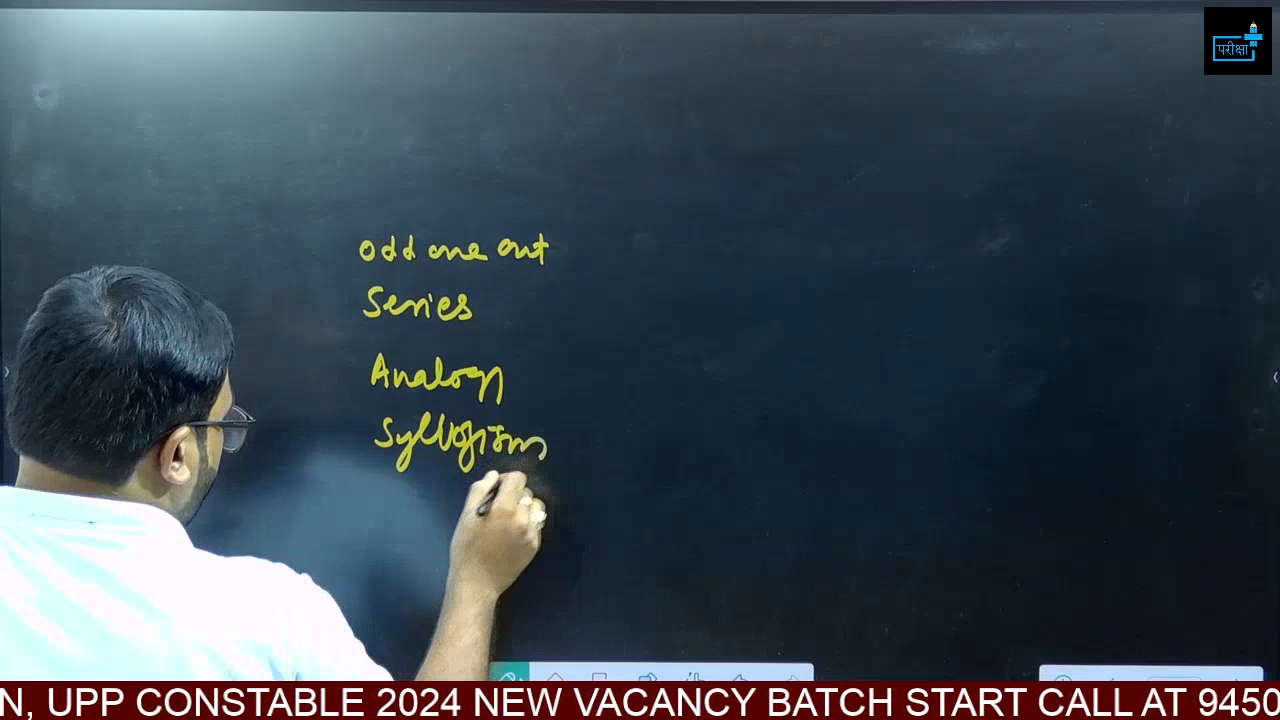 परीक्षा
Odd one out
Series
Analogy
Syllogism
N, UPP CONSTABLE 2024 NEW VACANCY BATCH START CALL AT 9450